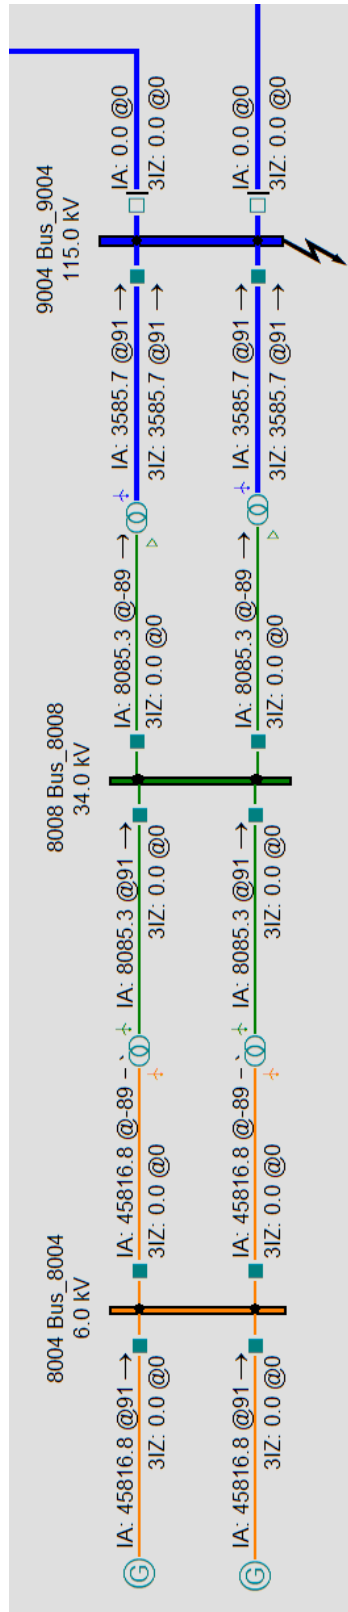 8004 Bus_8004
6.0 kV
8008 Bus_8008
34.0 kV
9004 Bus_9004
115.0 kV
G
IA: 45816.8 @91 →
3IZ: 0.0 @0
IA: 45816.8 @-89
3IZ: 0.0 @0
IA: 8085.3 @91 →
3IZ: 0.0 @0
IA: 8085.3 @-89 →
3IZ: 0.0 @0
IA: 3585.7 @91 →
3IZ: 3585.7 @91 →
IA: 0.0 @0
3IZ: 0.0 @0
G
IA: 45816.8 @91 →
3IZ: 0.0 @0
IA: 45816.8 @-89
3IZ: 0.0 @0
IA: 8085.3 @91 →
3IZ: 0.0 @0
IA: 8085.3 @-89 →
3IZ: 0.0 @0
IA: 3585.7 @91 →
3IZ: 3585.7 @91 →
IA: 0.0 @0
3IZ: 0.0 @0